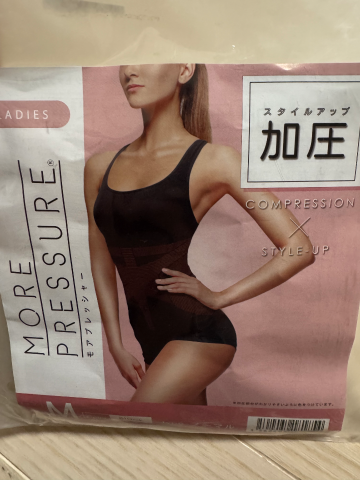 LADIES
MORE
PRESSURE®
モアプレッシャー
スタイルアップ
加圧
COMPRESSION
×
STYLE-UP
M